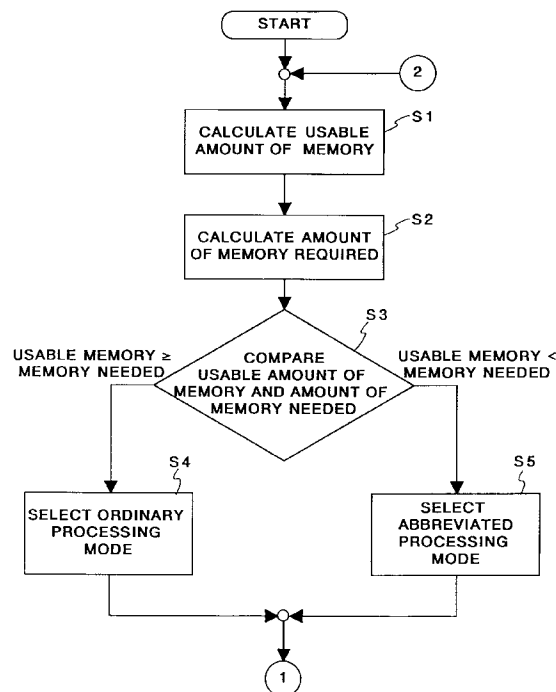 START
2
S1
CALCULATE USABLE
AMOUNT OF MEMORY
S2
CALCULATE AMOUNT
OF MEMORY REQUIRED
S3
USABLE MEMORY ≥
MEMORY NEEDED
COMPARE
USABLE AMOUNT OF
MEMORY AND AMOUNT OF
MEMORY NEEDED
USABLE MEMORY <
MEMORY NEEDED
S4
SELECT ORDINARY
PROCESSING
MODE
S5
SELECT
ABBREVIATED
PROCESSING
MODE
1